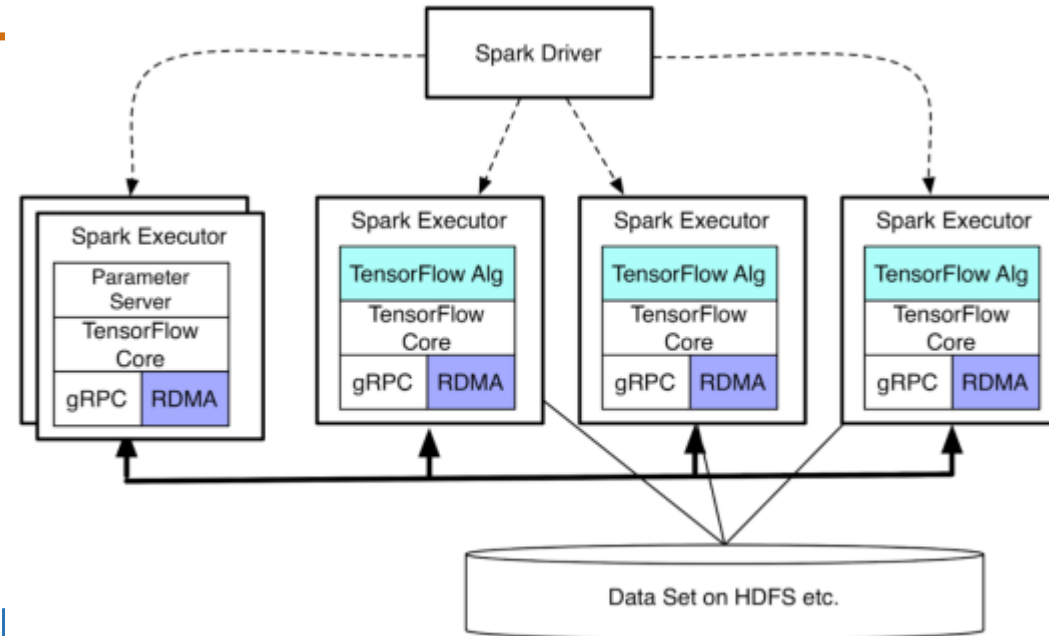 Spark Driver
Spark Executor
Parameter
Server
TensorFlow
Core
gRPC
RDMA
Spark Executor
TensorFlow Alg
TensorFlow
Core
gRPC
RDMA
Spark Executor
TensorFlow Alg
TensorFlow
Core
gRPC
RDMA
Spark Executor
TensorFlow Alg
TensorFlow
Core
gRPC
RDMA
Data Set on HDFS etc.